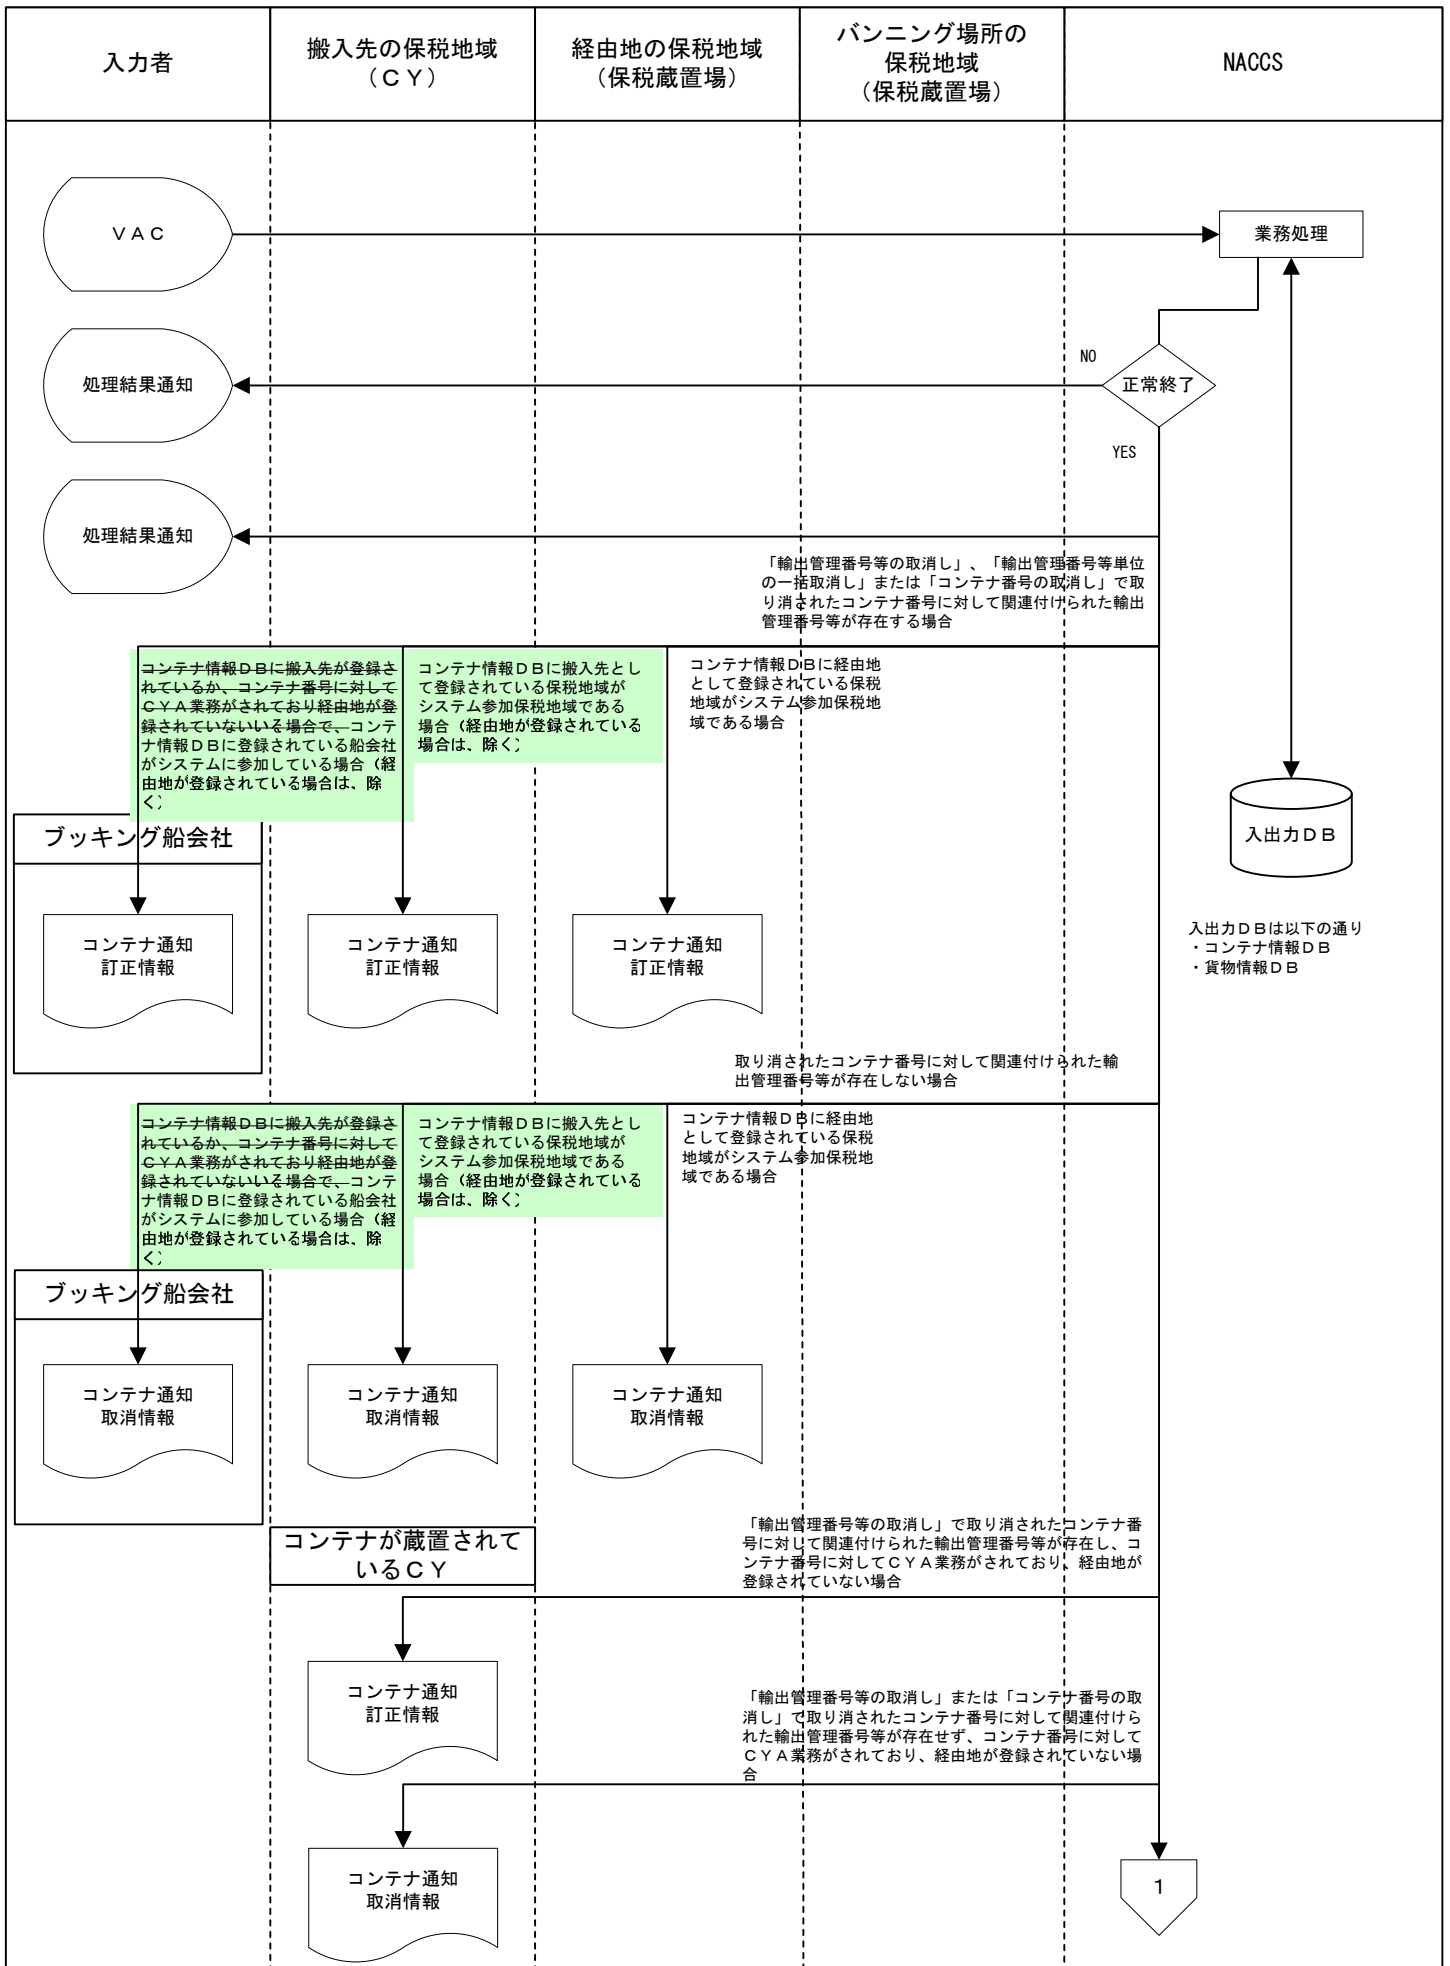 入力者
搬入先の保税地域
（ＣＹ）
経由地の保税地域
（保税蔵置場）
バンニング場所の
保税地域
（保税蔵置場）
NACCS
ＶＡＣ
業務処理
NO
処理結果通知
正常終了
YES
処理結果通知
「輸出管理番号等の取消し」、「輸出管理番号等単位
の一括取消し」または「コンテナ番号の取消し」で取
り消されたコンテナ番号に対して関連付けられた輸出
管理番号等が存在する場合
コンテナ情報ＤＢに搬入先が登録さ
れているか、コンテナ番号に対して
ＣＹＡ業務がされており経由地が登
録されていないいる場合で、コンテ
ナ情報ＤＢに登録されている船会社
がシステムに参加している場合（経
由地が登録されている場合は、除
く）
コンテナ情報ＤＢに搬入先とし
て登録されている保税地域が
システム参加保税地域である
場合（経由地が登録されている
場合は、除く）
コンテナ情報ＤＢに経由地
として登録されている保税
地域がシステム参加保税地
域である場合
ブッキング船会社
入出力ＤＢ
コンテナ通知
訂正情報
コンテナ通知
訂正情報
コンテナ通知
訂正情報
入出力ＤＢは以下の通り
・コンテナ情報ＤＢ
・貨物情報ＤＢ
取り消されたコンテナ番号に対して関連付けられた輸
出管理番号等が存在しない場合
コンテナ情報ＤＢに搬入先が登録さ
れているか、コンテナ番号に対して
ＣＹＡ業務がされており経由地が登
録されていないいる場合で、コンテ
ナ情報ＤＢに登録されている船会社
がシステムに参加している場合（経
由地が登録されている場合は、除
く）
コンテナ情報ＤＢに搬入先とし
て登録されている保税地域が
システム参加保税地域である
場合（経由地が登録されている
場合は、除く）
コンテナ情報ＤＢに経由地
として登録されている保税
地域がシステム参加保税地
域である場合
ブッキング船会社
コンテナ通知
取消情報
コンテナ通知
取消情報
コンテナ通知
取消情報
コンテナが蔵置されて
いるＣＹ
「輸出管理番号等の取消し」で取り消されたコンテナ番
号に対して関連付けられた輸出管理番号等が存在し、コ
ンテナ番号に対してＣＹＡ業務がされており、経由地が
登録されていない場合
コンテナ通知
訂正情報
「輸出管理番号等の取消し」または「コンテナ番号の取
消し」で取り消されたコンテナ番号に対して関連付けら
れた輸出管理番号等が存在せず、コンテナ番号に対して
ＣＹＡ業務がされており、経由地が登録されていない場
合
コンテナ通知
取消情報
１